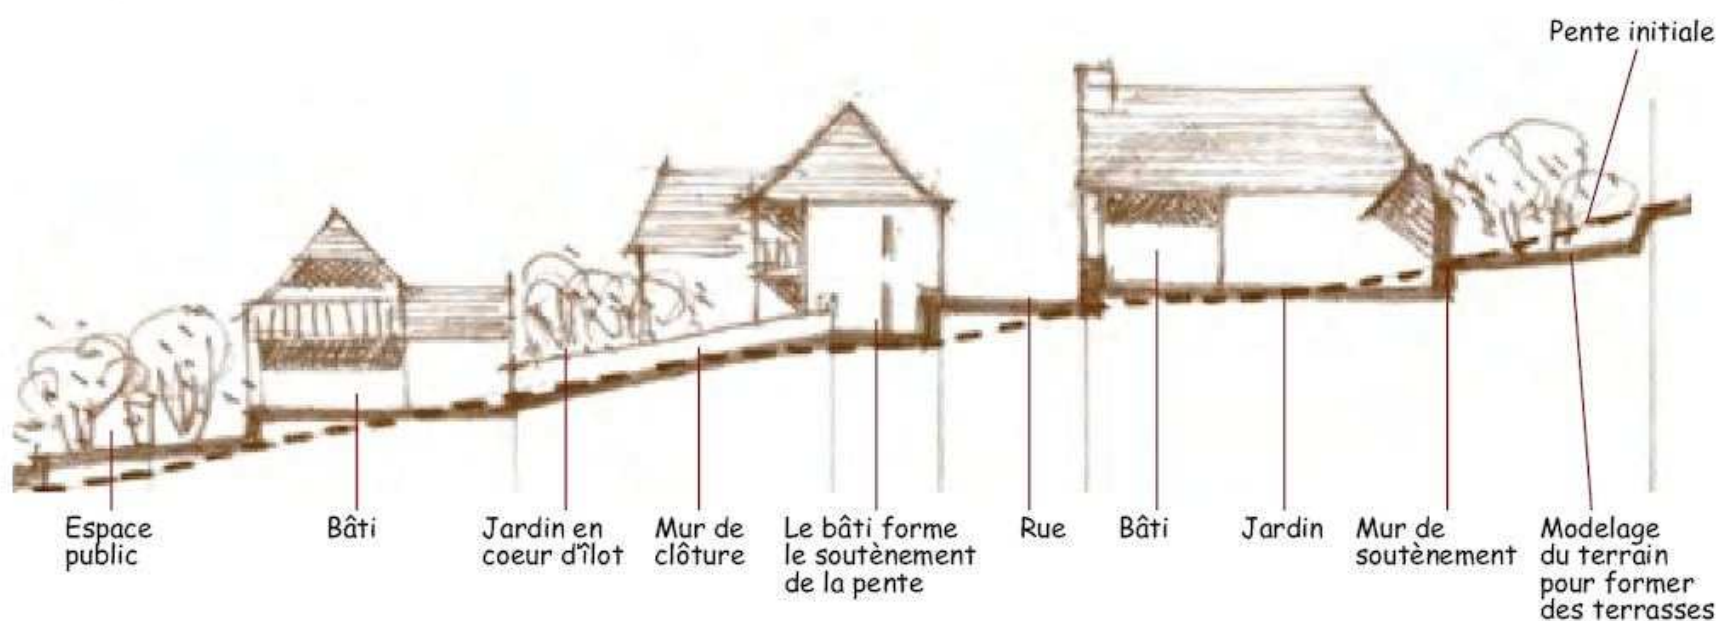 Pente initiale
Espace
public
Bâti
Jardin en
coeur d'îlot
Mur de
clôture
Le bâti forme
le soutènement
de la pente
Rue
Bâti
Jardin
Mur de
soutènement
Modelage
du terrain
pour former
des terrasses